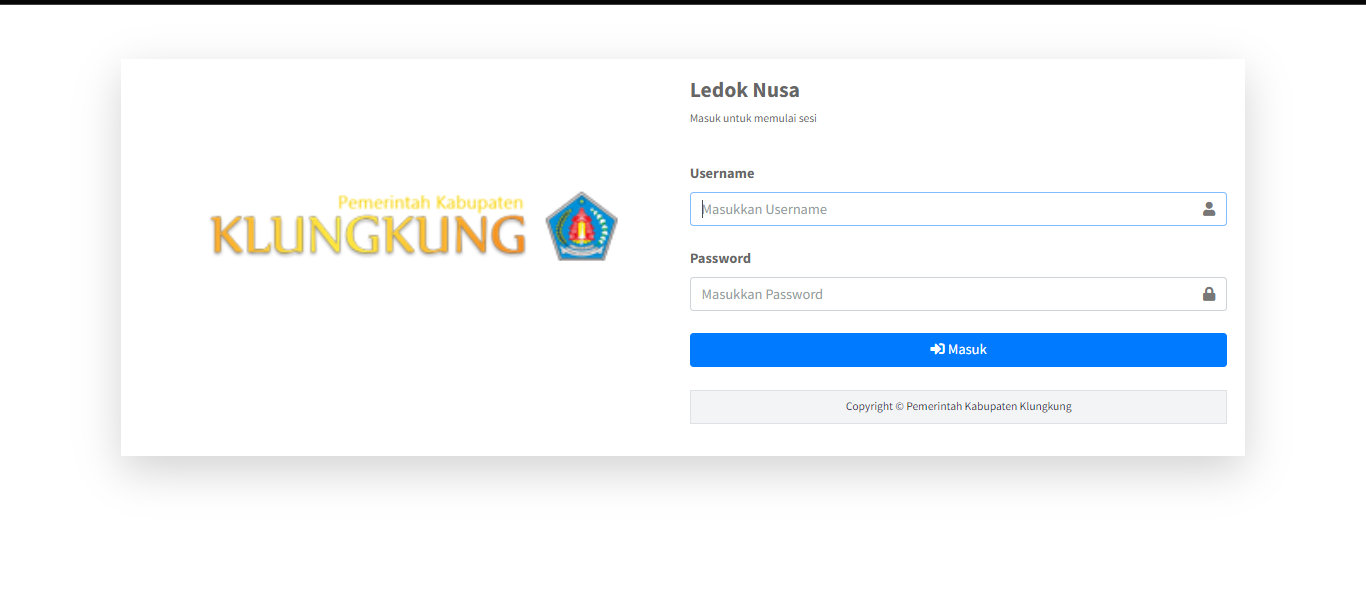 Pemerintah Kabupaten
KLUNGKUNG
Ledok Nusa
Masuk untuk memulai sesi
Username
Masukkan Username
Password
Masukkan Password
Masuk
Copyright © Pemerintah Kabupaten Klungkung